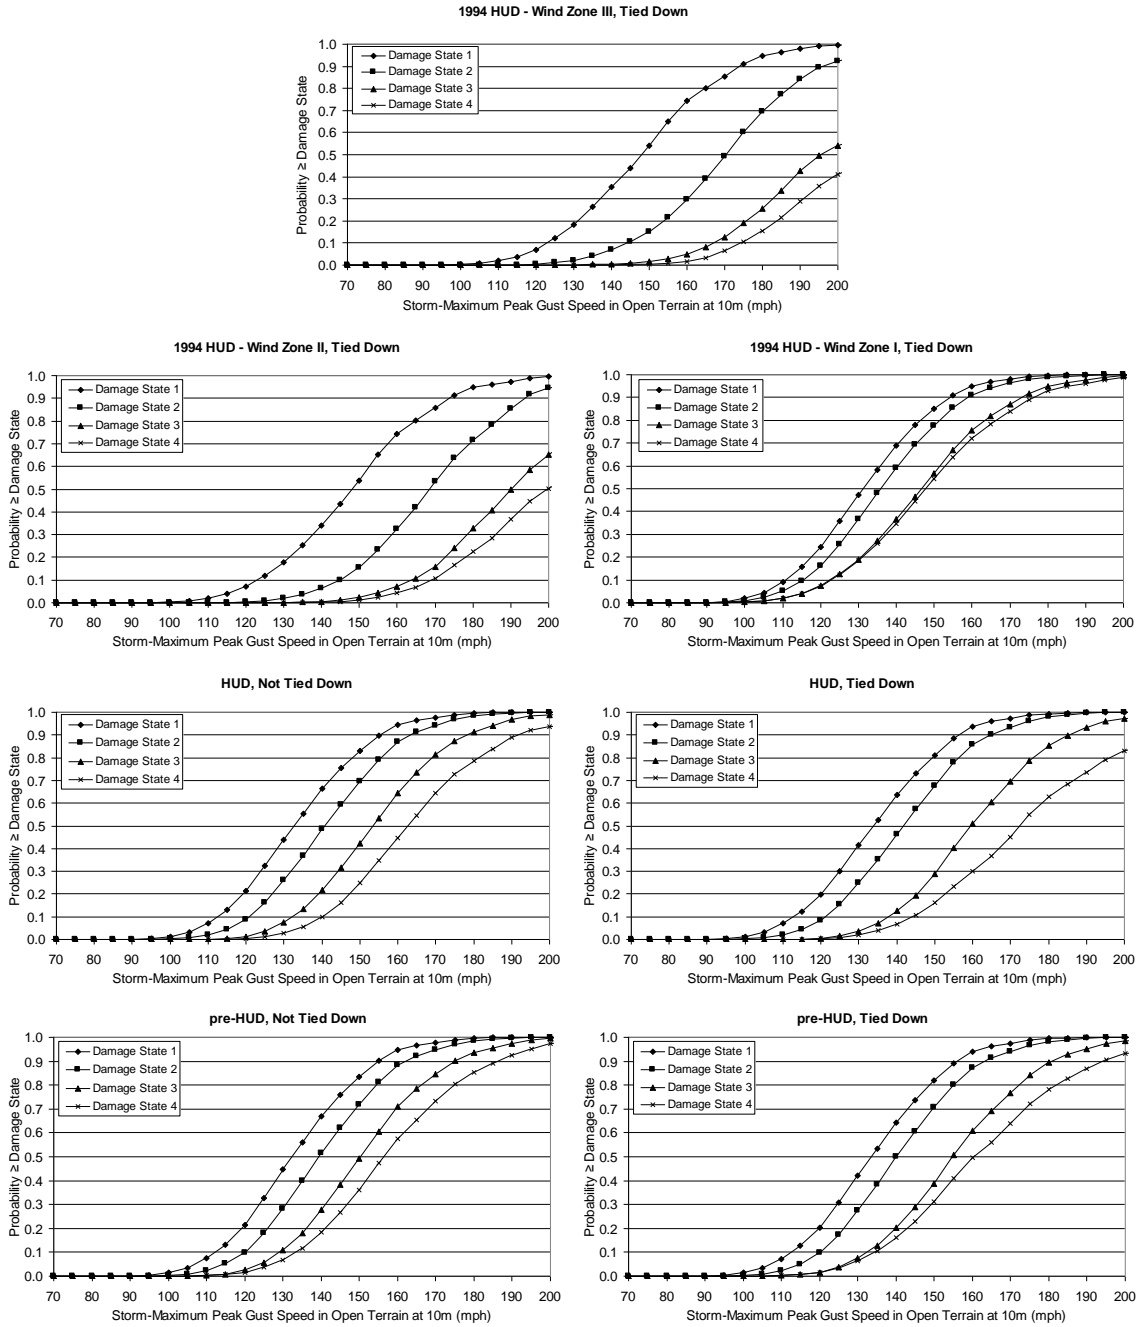 1994 HUD - Wind Zone III, Tied Down
Probability ≥ Damage State
1.0
0.9
0.8
0.7
0.6
0.5
0.4
0.3
0.2
0.1
0.0
Damage State 1
Damage State 2
Damage State 3
Damage State 4
70 80 90 100 110 120 130 140 150 160 170 180 190 200
Storm-Maximum Peak Gust Speed in Open Terrain at 10m (mph)
1994 HUD - Wind Zone II, Tied Down
Probability ≥ Damage State
1.0
0.9
0.8
0.7
0.6
0.5
0.4
0.3
0.2
0.1
0.0
Damage State 1
Damage State 2
Damage State 3
Damage State 4
70 80 90 100 110 120 130 140 150 160 170 180 190 200
Storm-Maximum Peak Gust Speed in Open Terrain at 10m (mph)
1994 HUD - Wind Zone I, Tied Down
Probability ≥ Damage State
1.0
0.9
0.8
0.7
0.6
0.5
0.4
0.3
0.2
0.1
0.0
Damage State 1
Damage State 2
Damage State 3
Damage State 4
70 80 90 100 110 120 130 140 150 160 170 180 190 200
Storm-Maximum Peak Gust Speed in Open Terrain at 10m (mph)
HUD, Not Tied Down
Probability ≥ Damage State
1.0
0.9
0.8
0.7
0.6
0.5
0.4
0.3
0.2
0.1
0.0
Damage State 1
Damage State 2
Damage State 3
Damage State 4
70 80 90 100 110 120 130 140 150 160 170 180 190 200
Storm-Maximum Peak Gust Speed in Open Terrain at 10m (mph)
HUD, Tied Down
Probability ≥ Damage State
1.0
0.9
0.8
0.7
0.6
0.5
0.4
0.3
0.2
0.1
0.0
Damage State 1
Damage State 2
Damage State 3
Damage State 4
70 80 90 100 110 120 130 140 150 160 170 180 190 200
Storm-Maximum Peak Gust Speed in Open Terrain at 10m (mph)
pre-HUD, Not Tied Down
Probability ≥ Damage State
1.0
0.9
0.8
0.7
0.6
0.5
0.4
0.3
0.2
0.1
0.0
Damage State 1
Damage State 2
Damage State 3
Damage State 4
70 80 90 100 110 120 130 140 150 160 170 180 190 200
Storm-Maximum Peak Gust Speed in Open Terrain at 10m (mph)
pre-HUD, Tied Down
Probability ≥ Damage State
1.0
0.9
0.8
0.7
0.6
0.5
0.4
0.3
0.2
0.1
0.0
Damage State 1
Damage State 2
Damage State 3
Damage State 4
70 80 90 100 110 120 130 140 150 160 170 180 190 200
Storm-Maximum Peak Gust Speed in Open Terrain at 10m (mph)